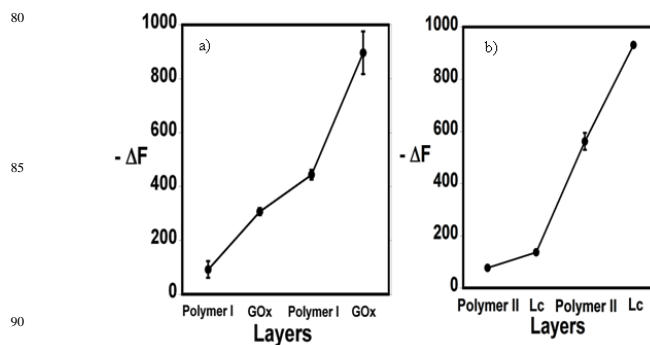 80
85
90
a)
1000
800
600
400
200
0
- ΔF
Polymer I GOx Polymer I GOx
Layers
b)
1000
800
600
400
200
0
- ΔF
Polymer II Lc Polymer II Lc
Layers